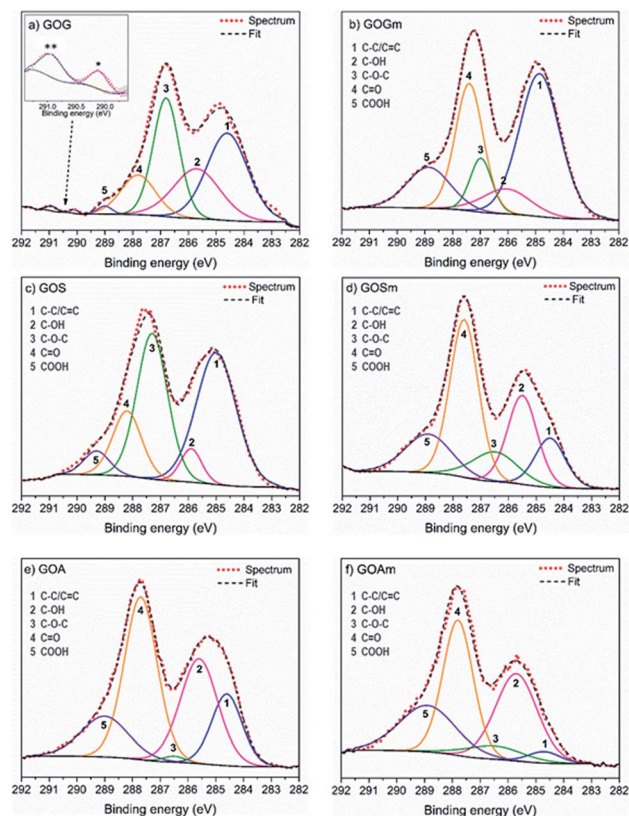 a) GOG
Spectrum
Fit
**
*
291.0 290.5 290.0
Binding energy (eV)
1
2
3
4
5
292 291 290 289 288 287 286 285 284 283 282
Binding energy (eV)
b) GOGm
Spectrum
Fit
1 C-C/C=C
2 C-OH
3 C-O-C
4 C=O
5 COOH
1
2
3
4
5
292 291 290 289 288 287 286 285 284 283 282
Binding energy (eV)
c) GOS
Spectrum
Fit
1 C-C/C=C
2 C-OH
3 C-O-C
4 C=O
5 COOH
1
2
3
4
5
292 291 290 289 288 287 286 285 284 283 282
Binding energy (eV)
d) GOSm
Spectrum
Fit
1 C-C/C=C
2 C-OH
3 C-O-C
4 C=O
5 COOH
1
2
3
4
5
292 291 290 289 288 287 286 285 284 283 282
Binding energy (eV)
e) GOA
Spectrum
Fit
1 C-C/C=C
2 C-OH
3 C-O-C
4 C=O
5 COOH
1
2
3
4
5
292 291 290 289 288 287 286 285 284 283 282
Binding energy (eV)
f) GOAm
Spectrum
Fit
1 C-C/C=C
2 C-OH
3 C-O-C
4 C=O
5 COOH
1
2
3
4
5
292 291 290 289 288 287 286 285 284 283 282
Binding energy (eV)